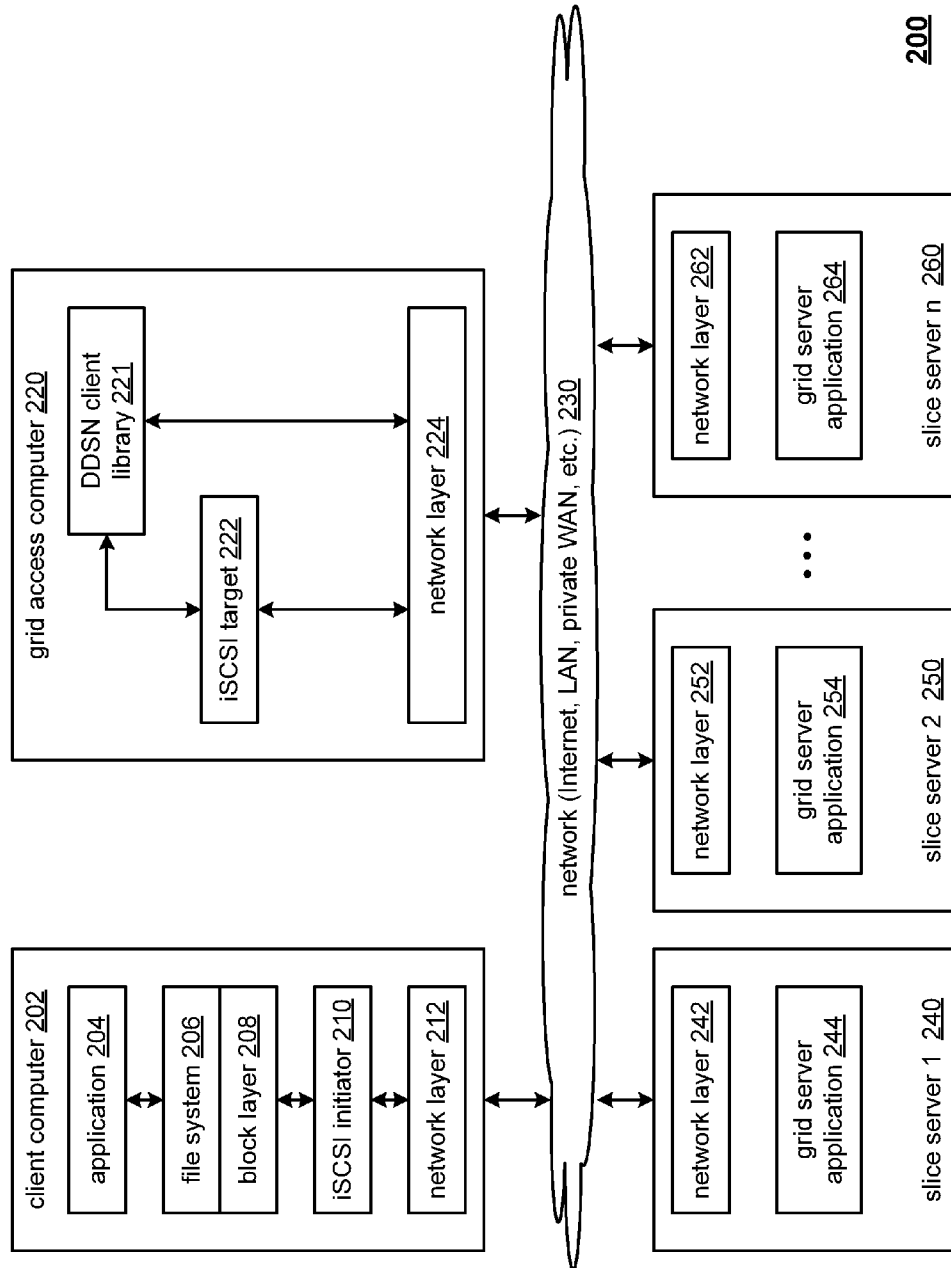 client computer 202
application 204
file system 206
block layer 208
iSCSI initiator 210
network layer 212
grid access computer 220
DDSN client
library 221
iSCSI target 222
network layer 224
network (Internet, LAN, private WAN, etc.) 230
network layer 242
grid server
application 244
slice server 1 240
network layer 252
grid server
application 254
slice server 2 250
• • •
network layer 262
grid server
application 264
slice server n 260
200